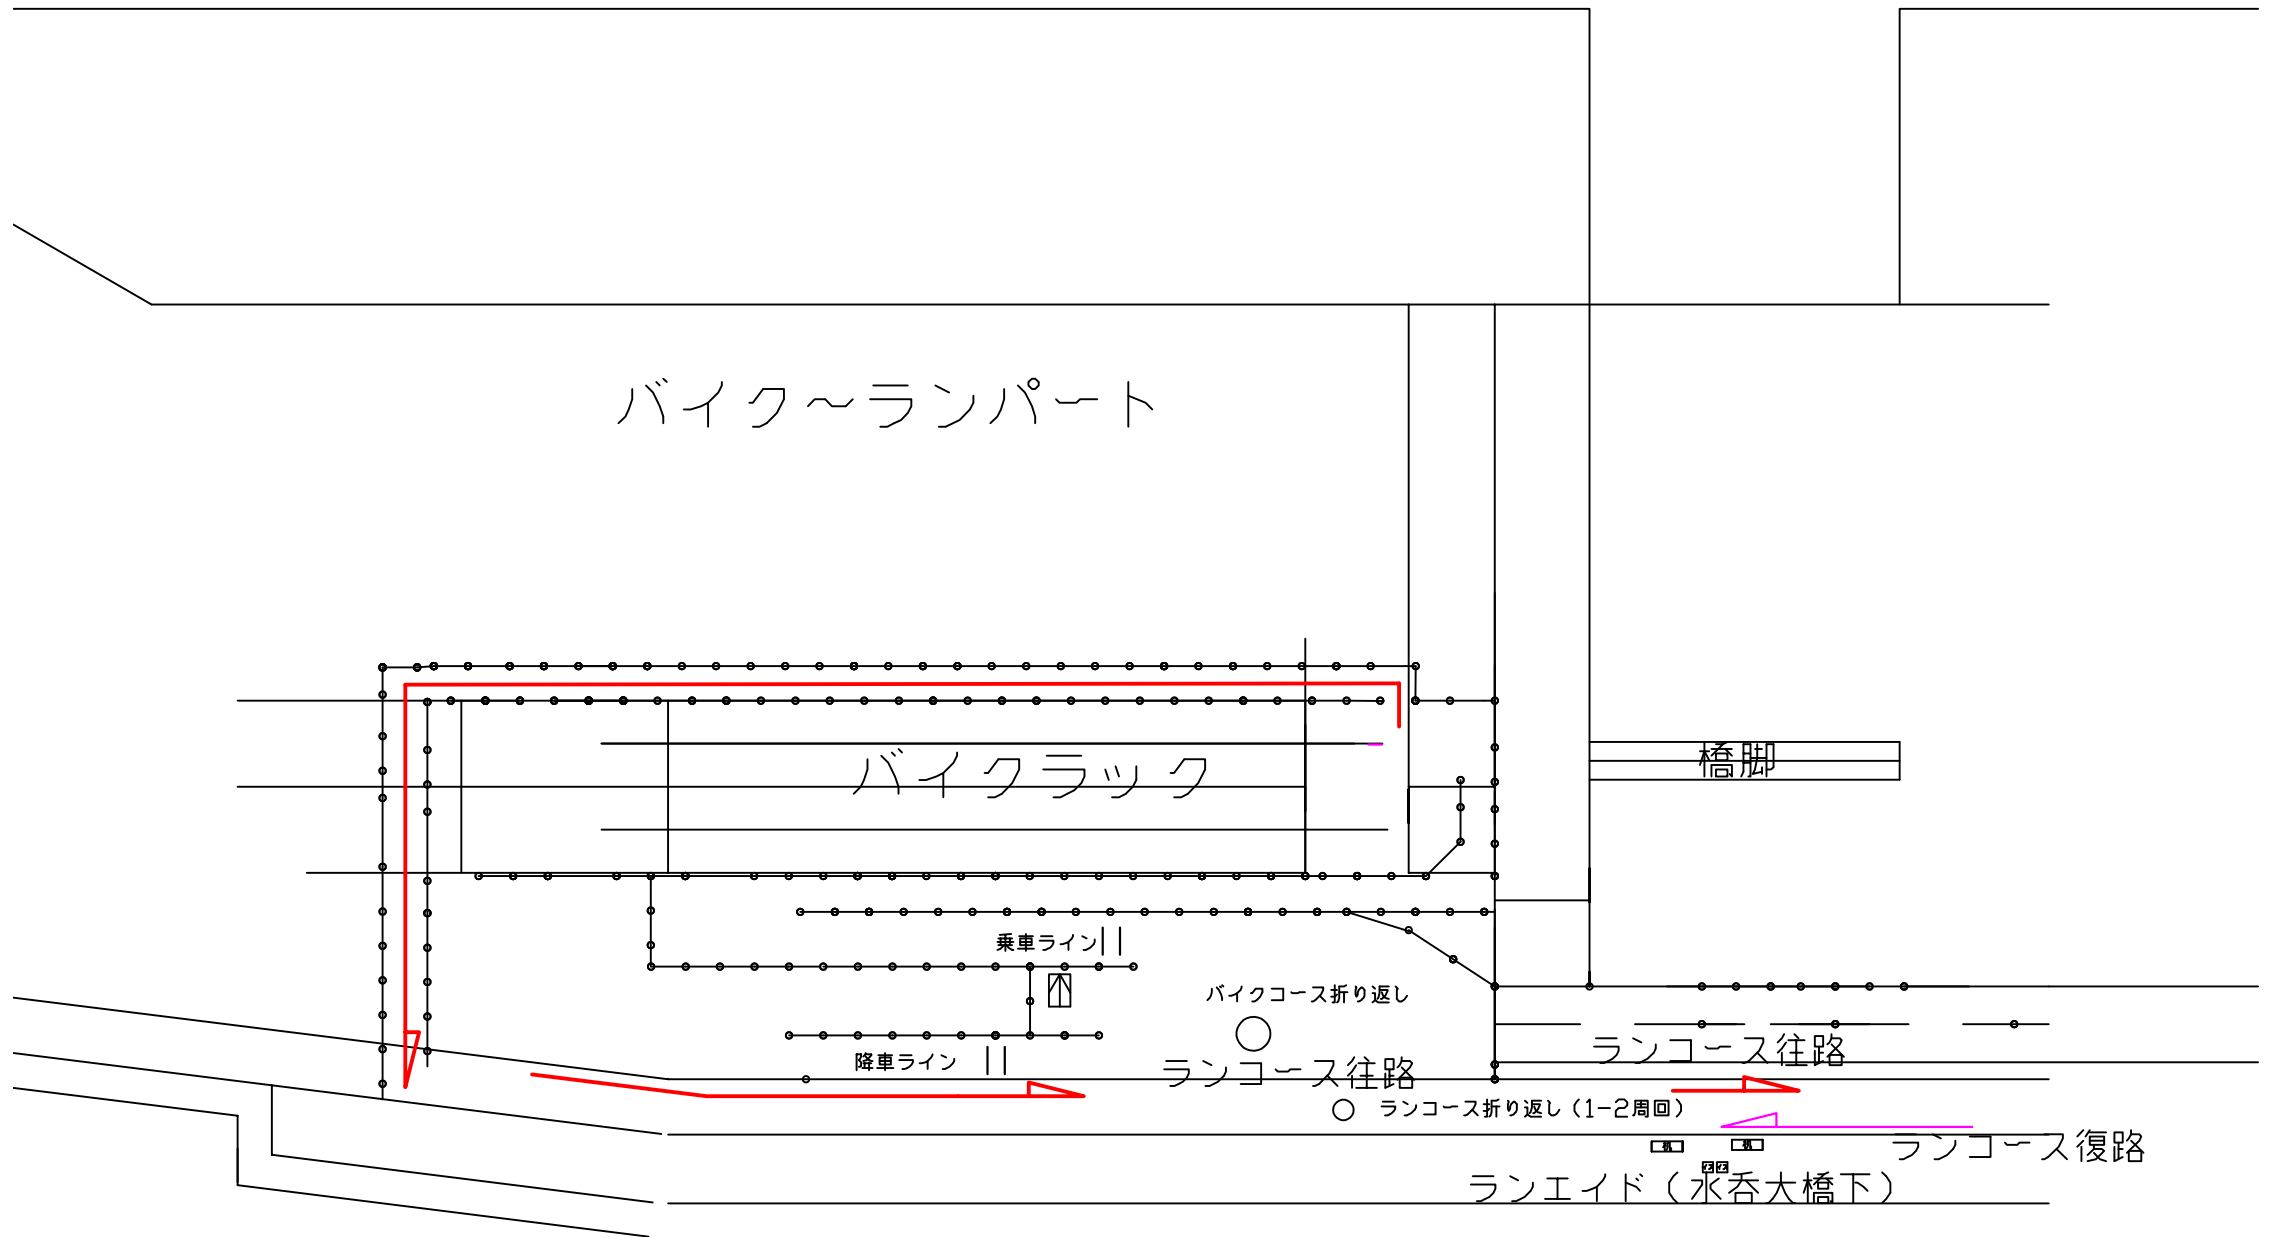 バイク～ランパート
バイクラック
橋脚
乗車ライン
バイクコース折り返し
降車ライン
ランコース往路
ランコース往路
ランコース折り返し（1-2周回）
机
机
ランコース復路
ランエイド（水呑大橋下）